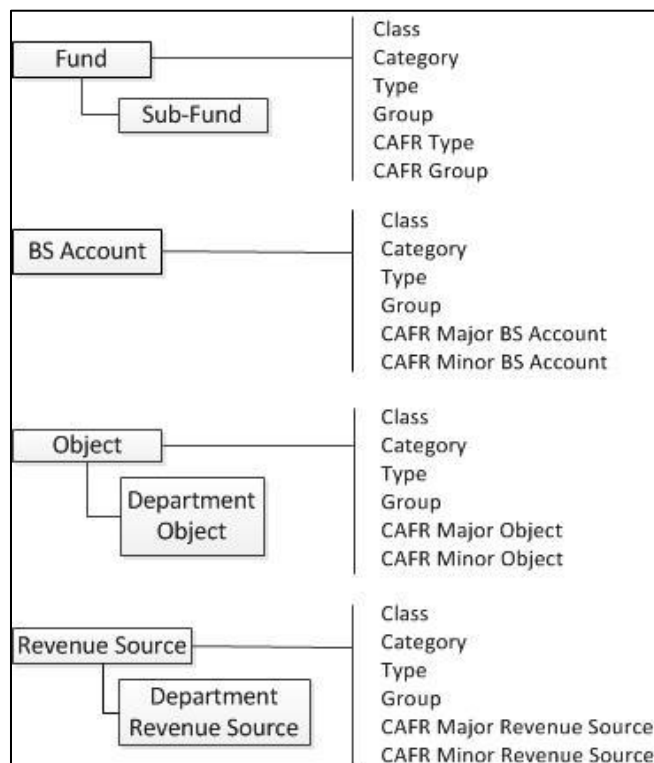 Fund
Sub-Fund
Class
Category
Type
Group
CAFR Type
CAFR Group
BS Account
Class
Category
Type
Group
CAFR Major BS Account
CAFR Minor BS Account
Object
Department
Object
Class
Category
Type
Group
CAFR Major Object
CAFR Minor Object
Revenue Source
Department
Revenue Source
Class
Category
Type
Group
CAFR Major Revenue Source
CAFR Minor Revenue Source